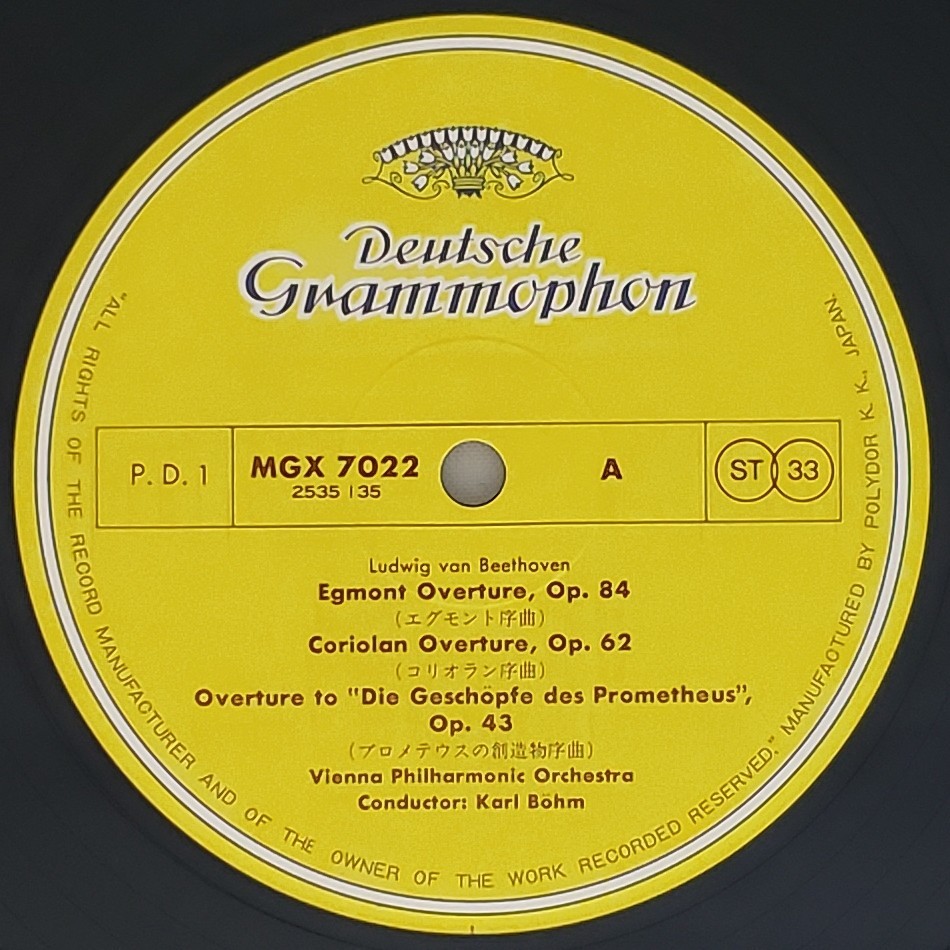 Deutsche
Grammophon
P. D. 1
MGX 7022
2535 135
A
ST 33
Ludwig van Beethoven
Egmont Overture, Op. 84
(エグモント序曲)
Coriolan Overture, Op. 62
(コリオラン序曲)
Overture to "Die Geschöpfe des Prometheus",
Op. 43
(プロメテウスの創造物序曲)
Vienna Philharmonic Orchestra
Conductor: Karl Böhm
"ALL RIGHTS OF THE RECORD MANUFACTURER AND OF THE OWNER OF THE WORK RECORDED RESERVED." MANUFACTURED BY POLYDOR K. K., JAPAN.